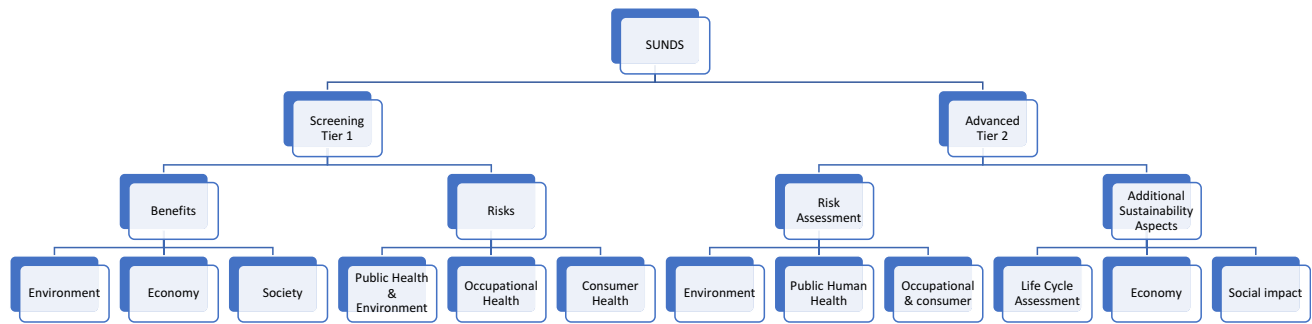 SUNDS
Screening
Tier 1
Advanced
Tier 2
Benefits
Risks
Risk
Assessment
Additional
Sustainability
Aspects
Environment
Economy
Society
Public Health
&
Environment
Occupational
Health
Consumer
Health
Environment
Public Human
Health
Occupational
& consumer
Life Cycle
Assessment
Economy
Social impact